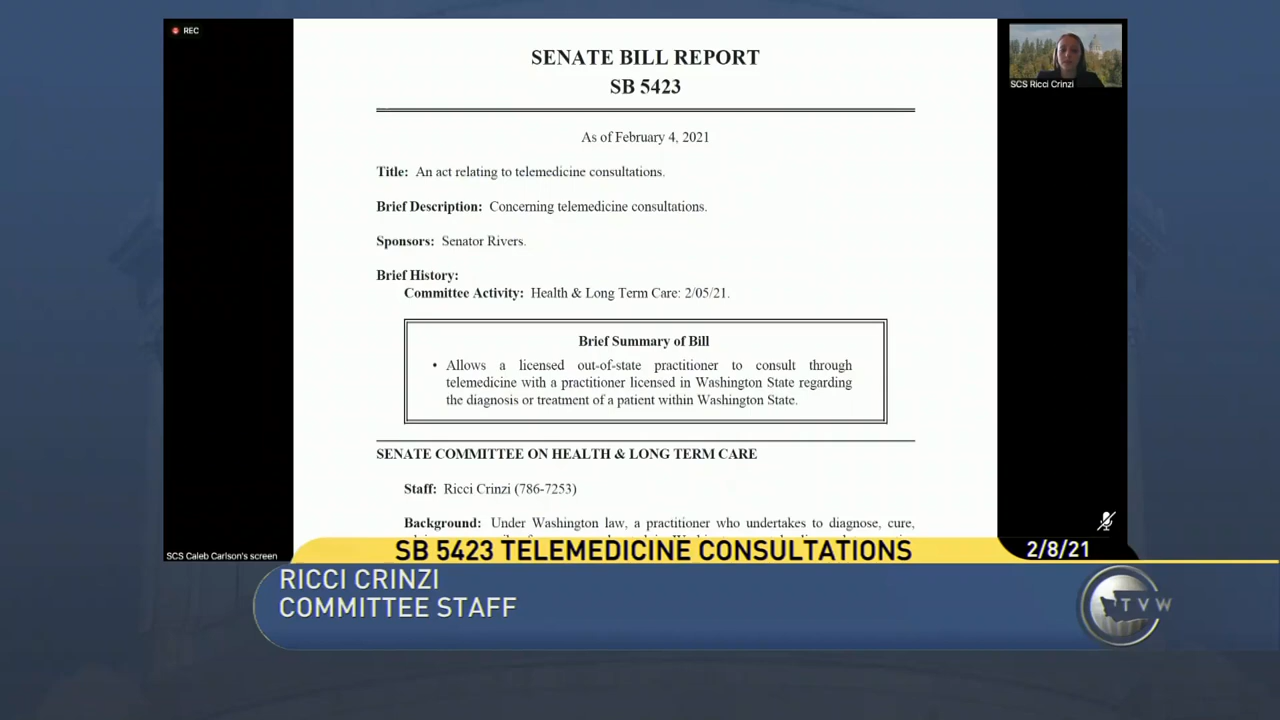 REC
SENATE BILL REPORT
SB 5423
As of February 4, 2021
Title: An act relating to telemedicine consultations.
Brief Description: Concerning telemedicine consultations.
Sponsors: Senator Rivers.
Brief History:
Committee Activity: Health & Long Term Care: 2/05/21.
Brief Summary of Bill
• Allows a licensed out-of-state practitioner to consult through
telemedicine with a practitioner licensed in Washington State regarding
the diagnosis or treatment of a patient within Washington State.
SENATE COMMITTEE ON HEALTH & LONG TERM CARE
Staff: Ricci Crinzi (786-7253)
Background: Under Washington law, a practitioner who undertakes to diagnose, cure,
SCS Ricci Crinzi
SCS Caleb Carlson's screen
SB 5423 TELEMEDICINE CONSULTATIONS
2/8/21
RICCI CRINZI
COMMITTEE STAFF
TVW